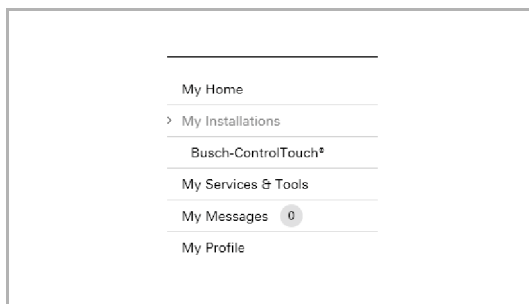 My Home
> My Installations
Busch-ControlTouch®
My Services & Tools
My Messages 0
My Profile